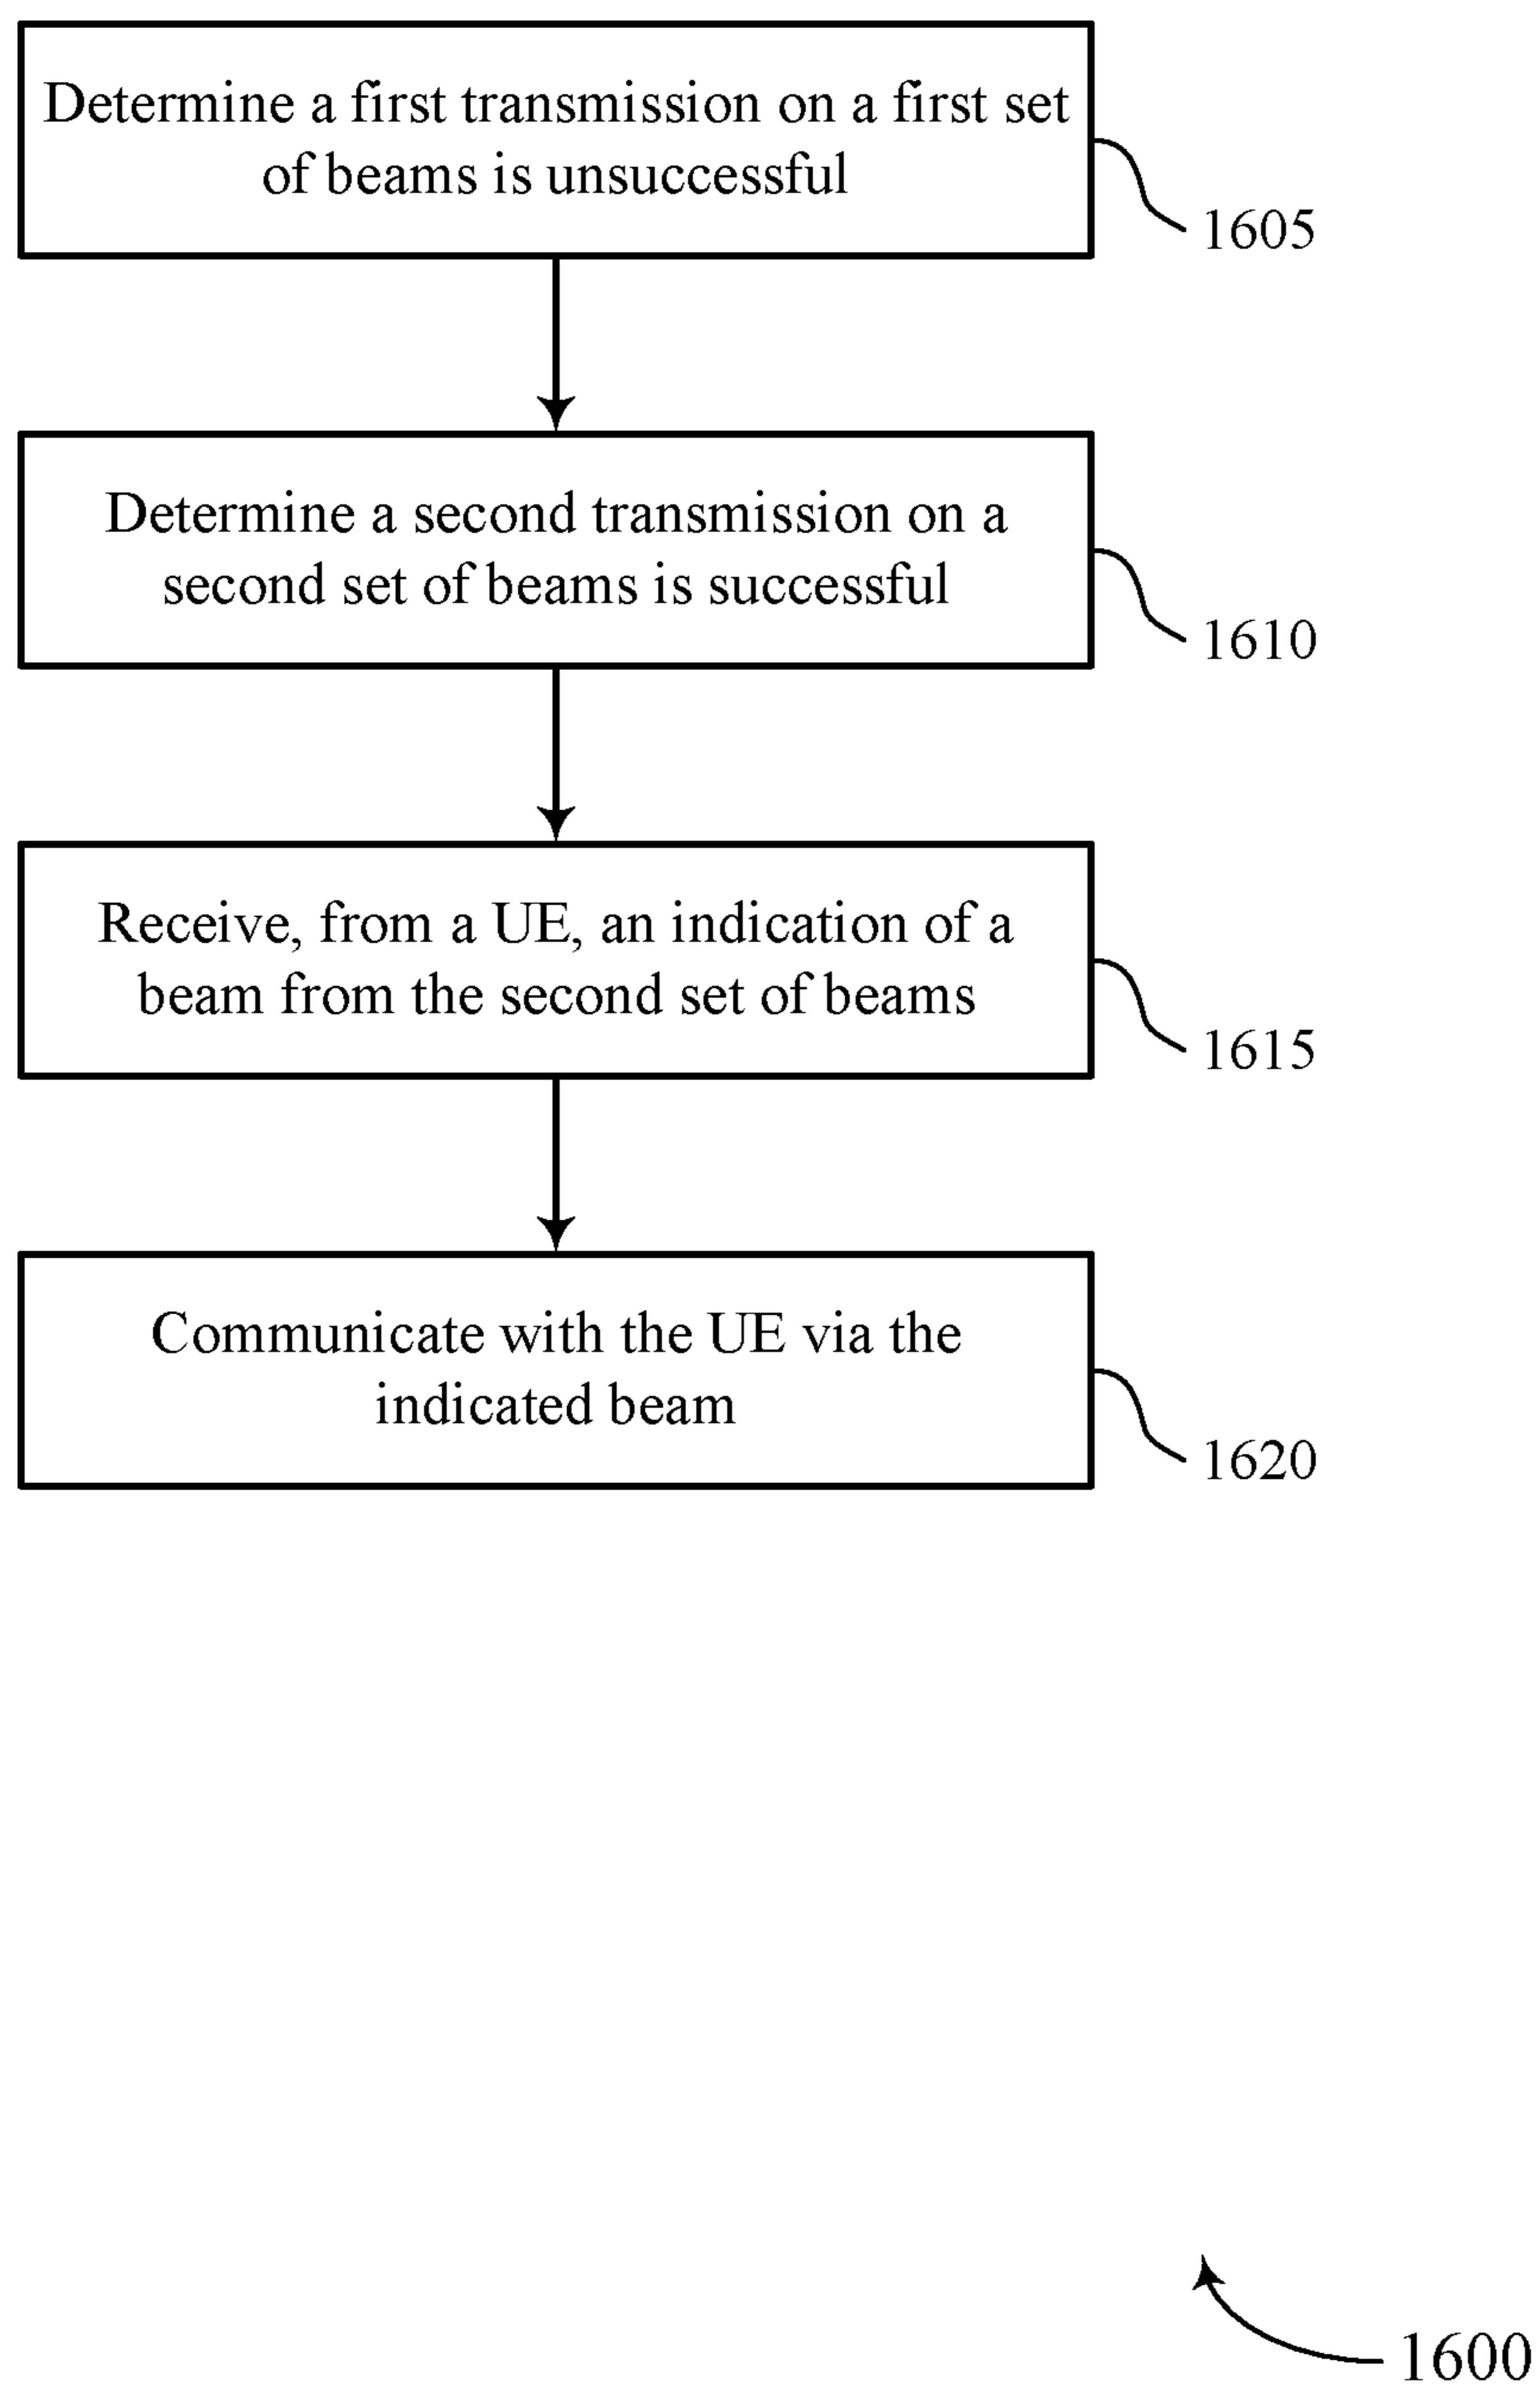 Determine a first transmission on a first set
of beams is unsuccessful
1605
Determine a second transmission on a
second set of beams is successful
1610
Receive, from a UE, an indication of a
beam from the second set of beams
1615
Communicate with the UE via the
indicated beam
1620
1600